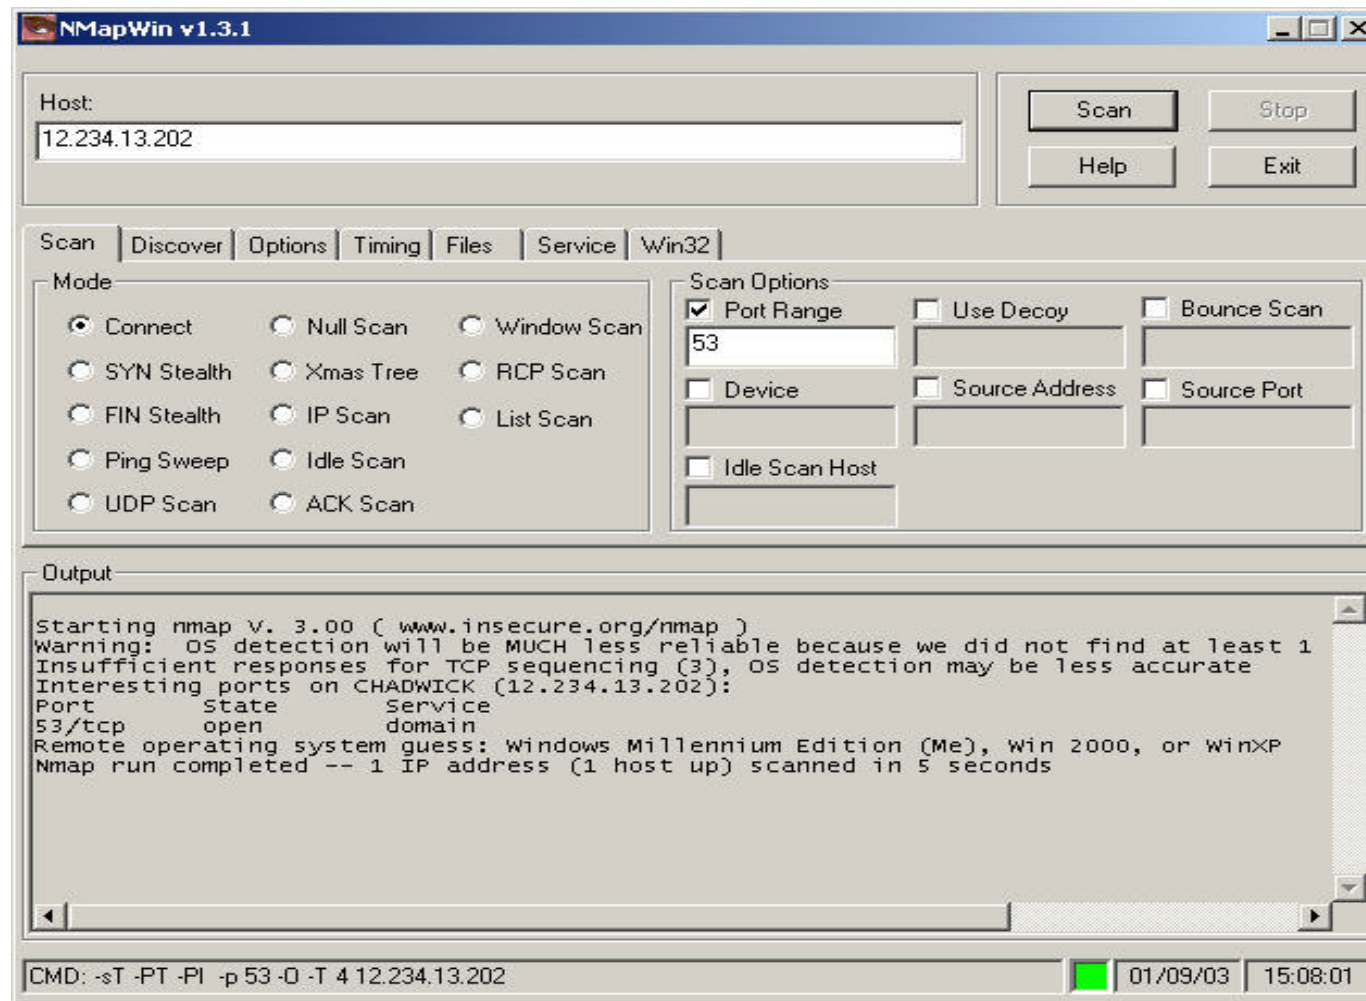 NMapWin v1.3.1
Host:
12.234.13.202
Scan Stop
Help Exit
Scan Discover Options Timing Files Service Win32
Mode
Connect Null Scan Window Scan
SYN Stealth Xmas Tree RCP Scan
FIN Stealth IP Scan List Scan
Ping Sweep Idle Scan
UDP Scan ACK Scan
Scan Options
Port Range Use Decoy Bounce Scan
53
Device Source Address Source Port
Idle Scan Host
Output
Starting nmap V. 3.00 ( www.insecure.org/nmap )
Warning:  OS detection will be MUCH less reliable because we did not find at least 1
Insufficient responses for TCP sequencing (3), OS detection may be less accurate
Interesting ports on CHADWICK (12.234.13.202):
Port       State       Service
53/tcp     open        domain
Remote operating system guess: Windows Millennium Edition (Me), Win 2000, or WinXP
Nmap run completed -- 1 IP address (1 host up) scanned in 5 seconds
CMD: -sT -PT -PI -p 53 -O -T 4 12.234.13.202 01/09/03 15:08:01